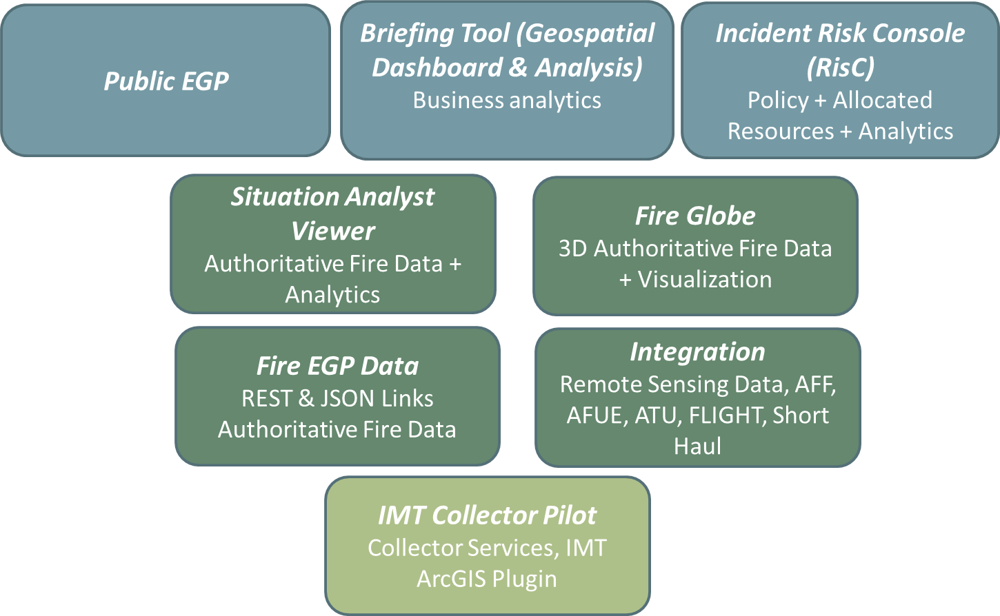 Public EGP
Briefing Tool (Geospatial
Dashboard & Analysis)
Business analytics
Incident Risk Console
(RisC)
Policy + Allocated
Resources + Analytics
Situation Analyst
Viewer
Authoritative Fire Data +
Analytics
Fire Globe
3D Authoritative Fire Data
+ Visualization
Fire EGP Data
REST & JSON Links
Authoritative Fire Data
Integration
Remote Sensing Data, AFF,
AFUE, ATU, FLIGHT, Short
Haul
IMT Collector Pilot
Collector Services, IMT
ArcGIS Plugin